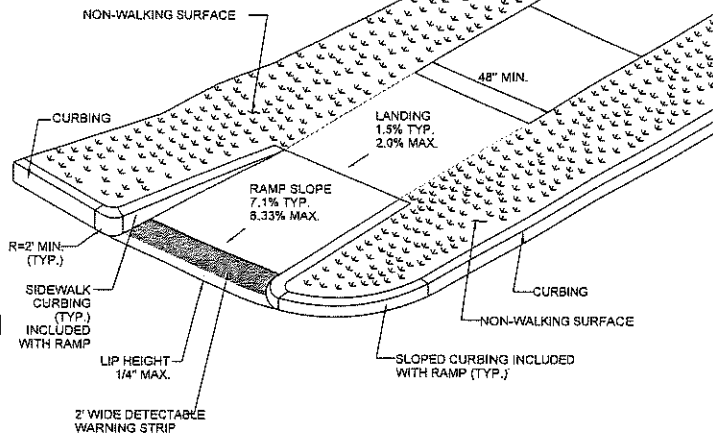 NON-WALKING SURFACE
CURBING
48" MIN.
LANDING
1.5% TYP.
2.0% MAX.
RAMP SLOPE
7.1% TYP.
8.33% MAX.
R=2' MIN.
(TYP.)
SIDEWALK
CURBING
(TYP.)
INCLUDED
WITH RAMP
CURBING
NON-WALKING SURFACE
LIP HEIGHT
1/4" MAX.
SLOPED CURBING INCLUDED
WITH RAMP (TYP.)
2' WIDE DETECTABLE
WARNING STRIP